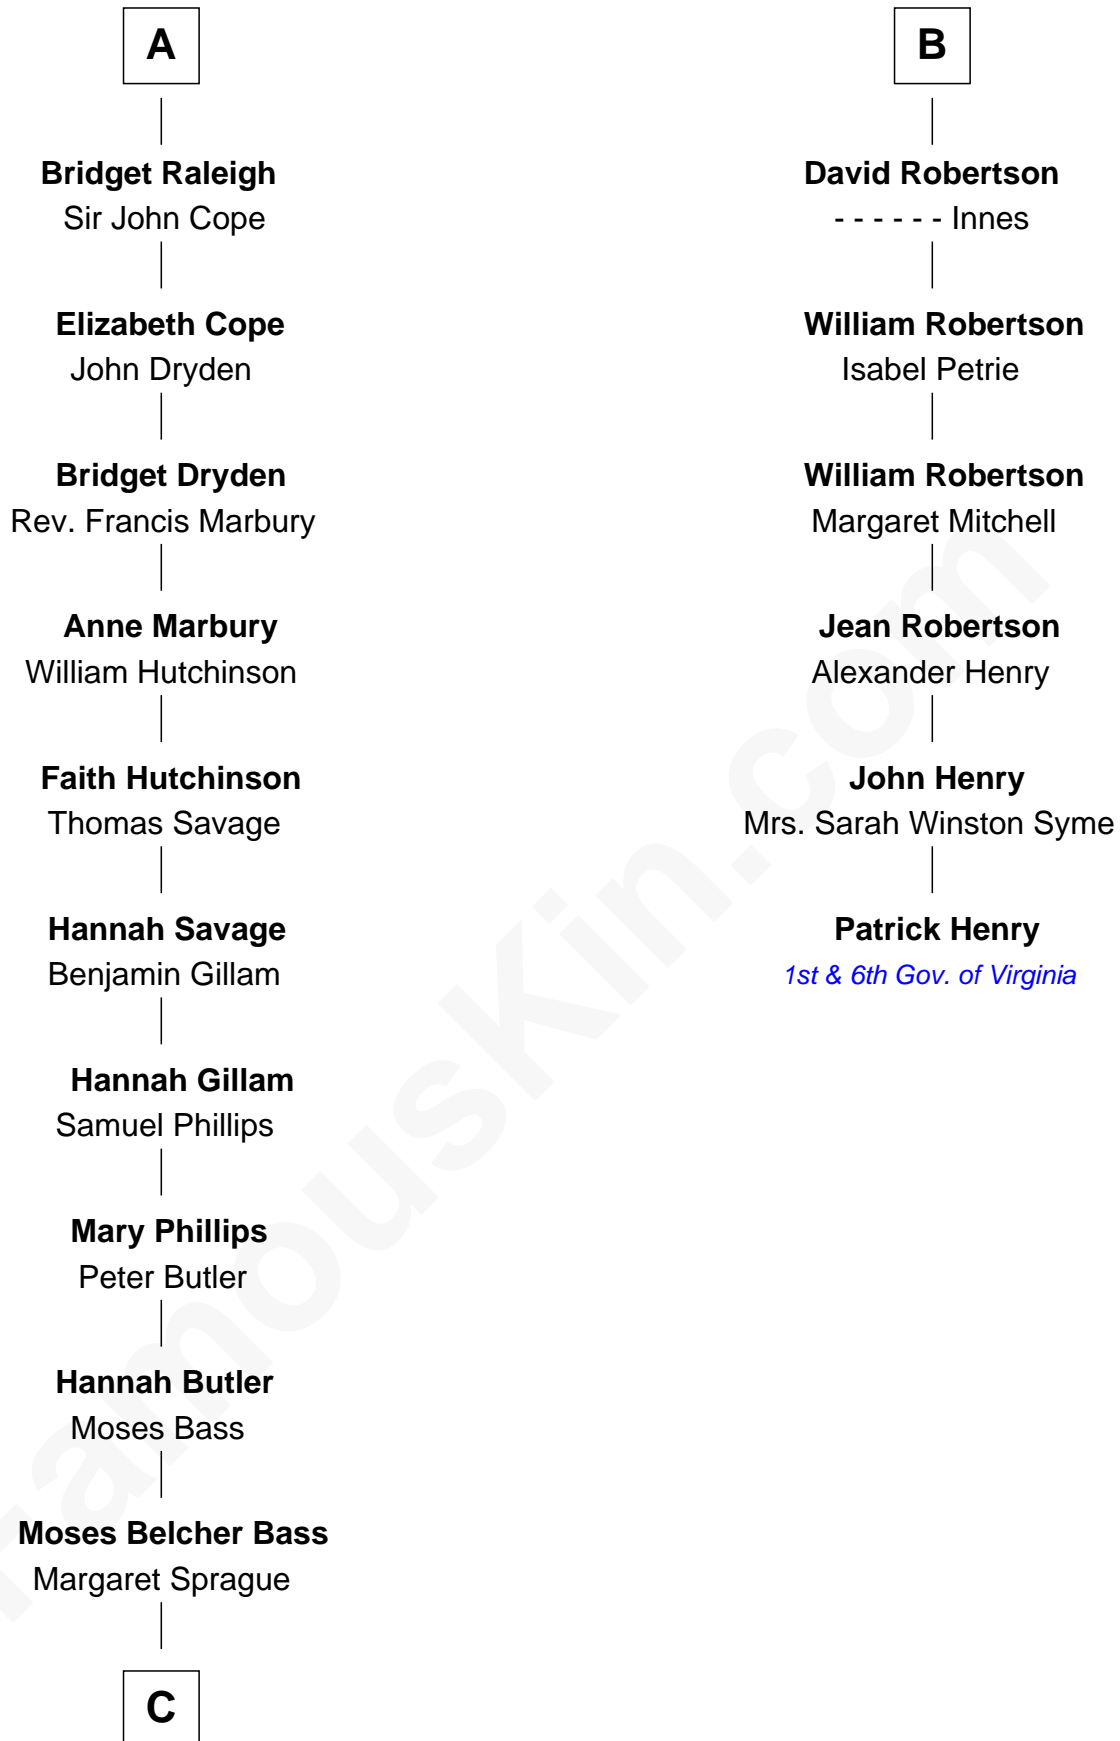 A
Bridget Raleigh
Sir John Cope
Elizabeth Cope
John Dryden
Bridget Dryden
Rev. Francis Marbury
Anne Marbury
William Hutchinson
Faith Hutchinson
Thomas Savage
Hannah Savage
Benjamin Gillam
Hannah Gillam
Samuel Phillips
Mary Phillips
Peter Butler
Hannah Butler
Moses Bass
Moses Belcher Bass
Margaret Sprague
C
B
David Robertson
- - - - - - Innes
William Robertson
Isabel Petrie
William Robertson
Margaret Mitchell
Jean Robertson
Alexander Henry
John Henry
Mrs. Sarah Winston Syme
Patrick Henry
1st & 6th Gov. of Virginia
FamousKin.com